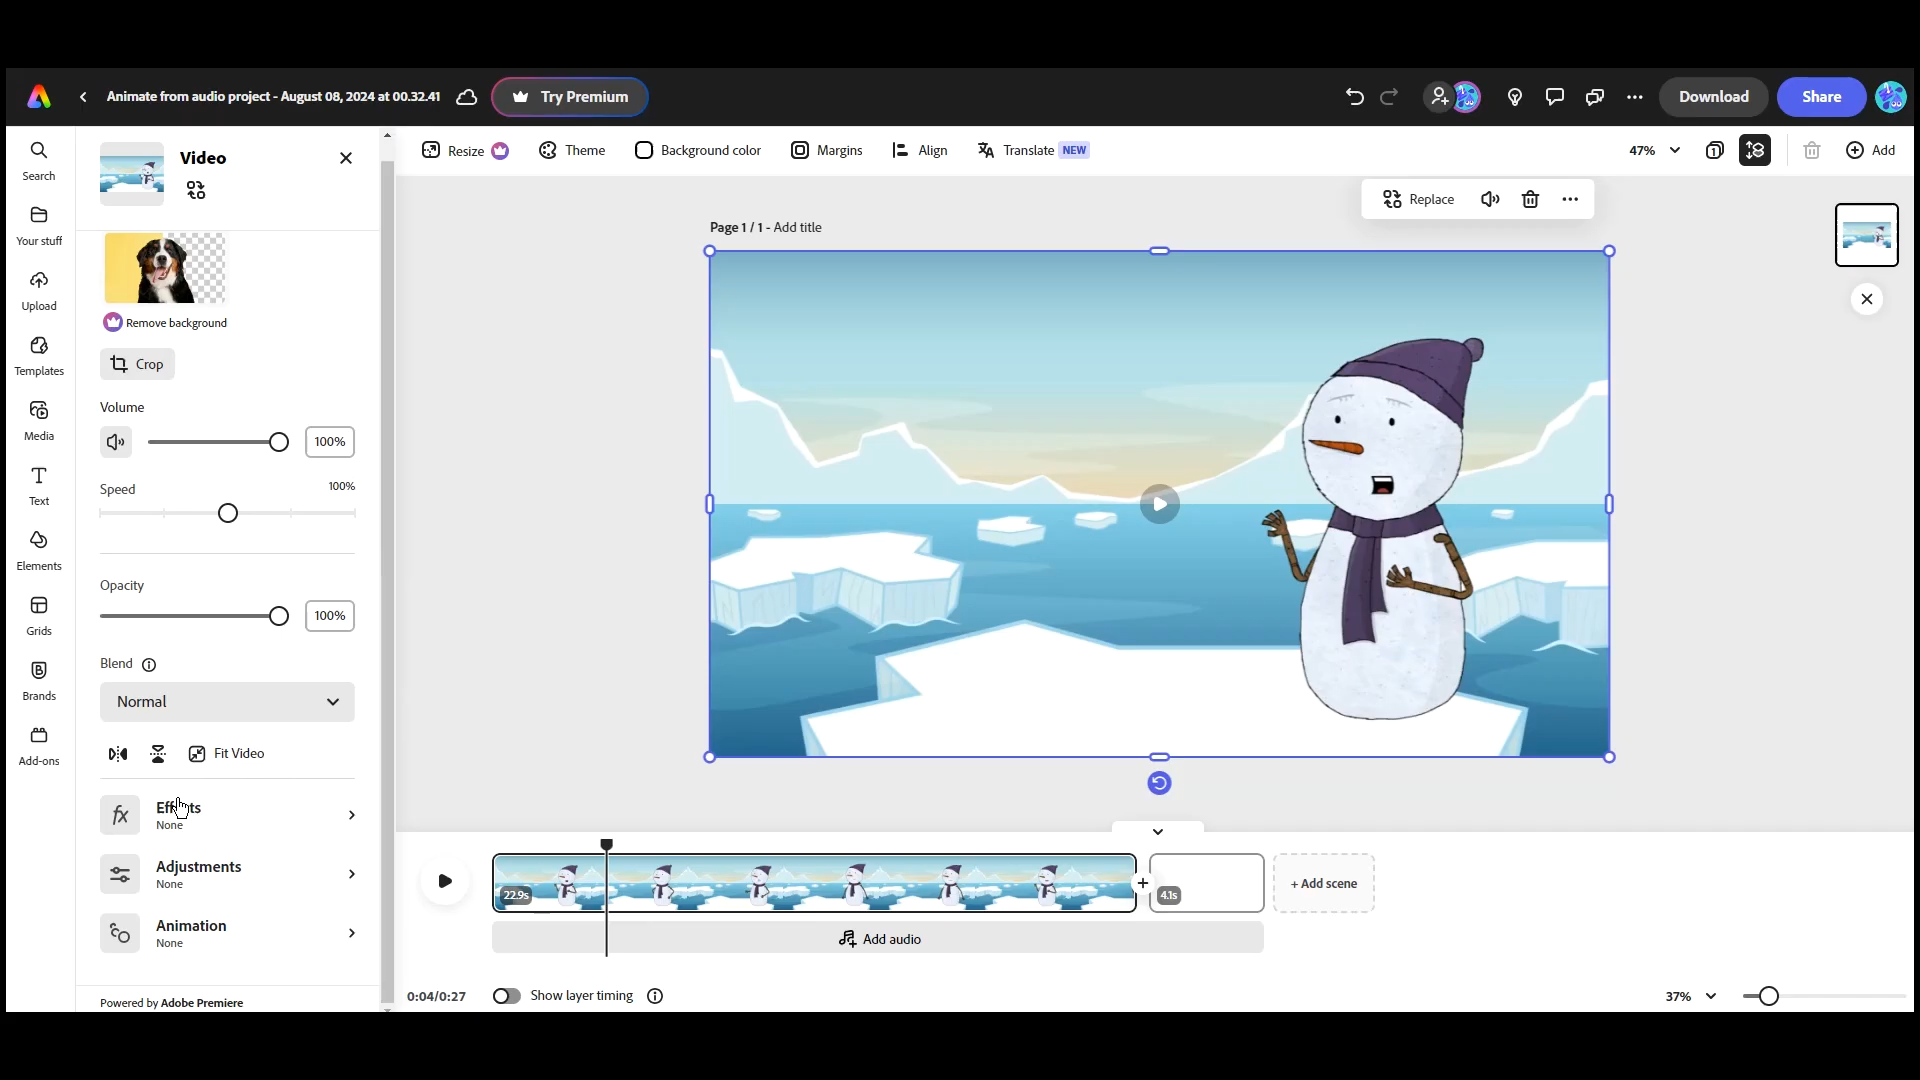 Animate from audio project - August 08, 2024 at 00.32.41
Try Premium
Download
Share
Search
Your stuff
Upload
Templates
Media
Text
Elements
Grids
Brands
Add-ons
Video
Remove background
Crop
Volume
100%
Speed
100%
Opacity
100%
Blend
Normal
Fit Video
fx
Effects
None
Adjustments
None
Animation
None
Powered by Adobe Premiere
Resize
Theme
Background color
Margins
Align
Translate NEW
47%
1
Add
Replace
Page 1 / 1 - Add title
22.9s
4.1s
+ Add scene
Add audio
0:04/0:27
Show layer timing
37%